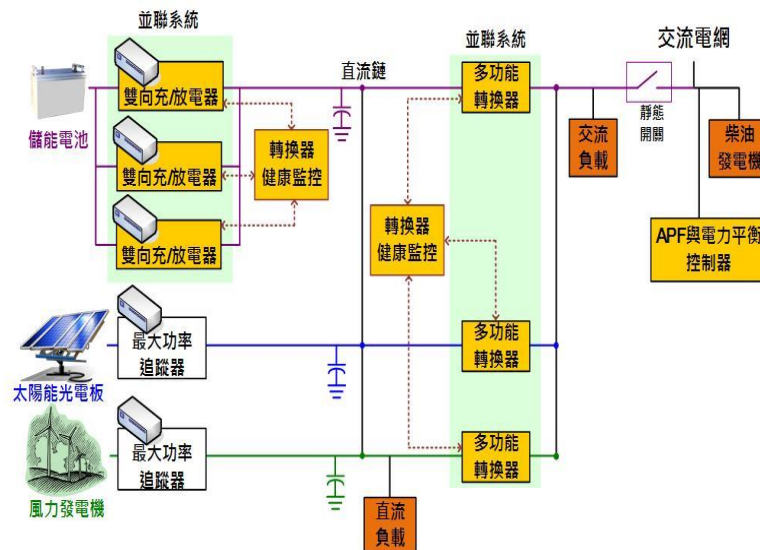 並聯系統
並聯系統
交流電網
直流鏈
雙向充/放電器
多功能
轉換器
儲能電池
靜態
開關
交流
負載
柴油
發電機
轉換器
健康監控
雙向充/放電器
轉換器
健康監控
雙向充/放電器
APF與電力平衡
控制器
最大功率
追蹤器
多功能
轉換器
太陽能光電板
最大功率
追蹤器
多功能
轉換器
風力發電機
直流
負載